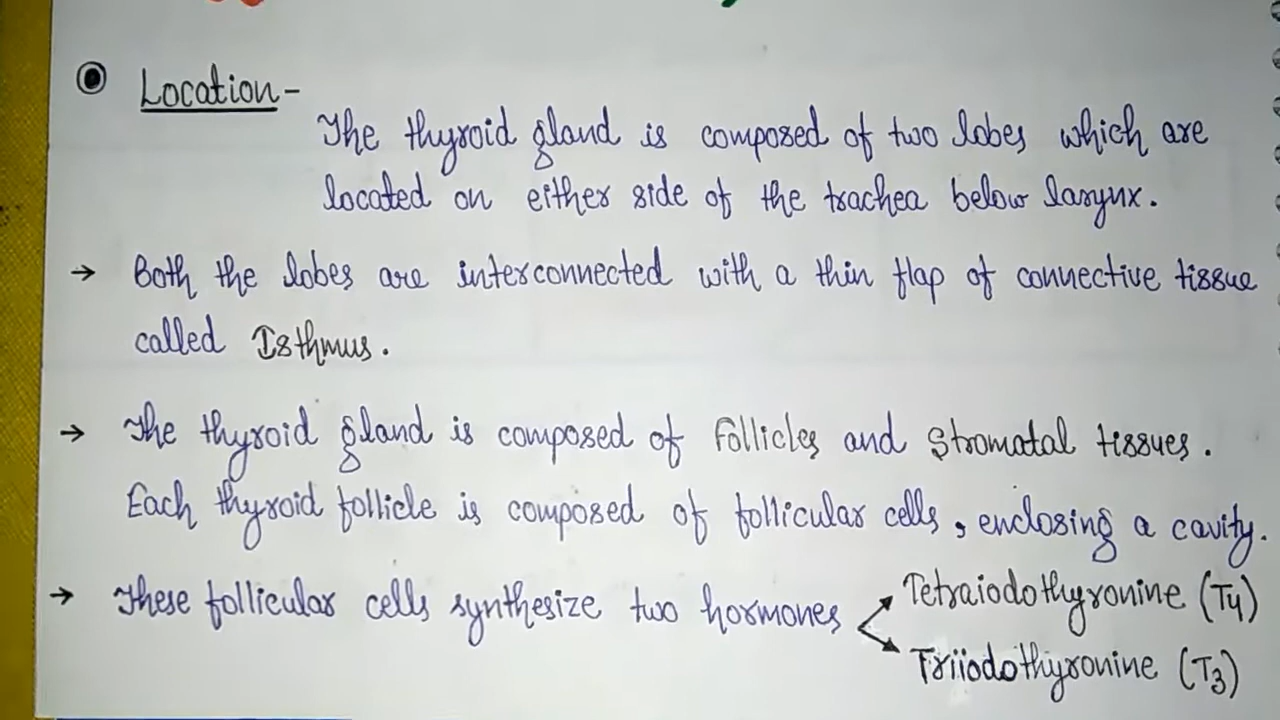 Location-
The thyroid gland is composed of two lobes which are
located on either side of the trachea below larynx.
→ Both the lobes are interconnected with a thin flap of connective tissue
called Isthmus.
→ The thyroid gland is composed of Follicles and Stromatal tissues.
Each thyroid follicle is composed of follicular cells, enclosing a cavity.
→ These follicular cells synthesize two hormones
Tetraiodothyronine (T4)
Triiodothyronine (T3)